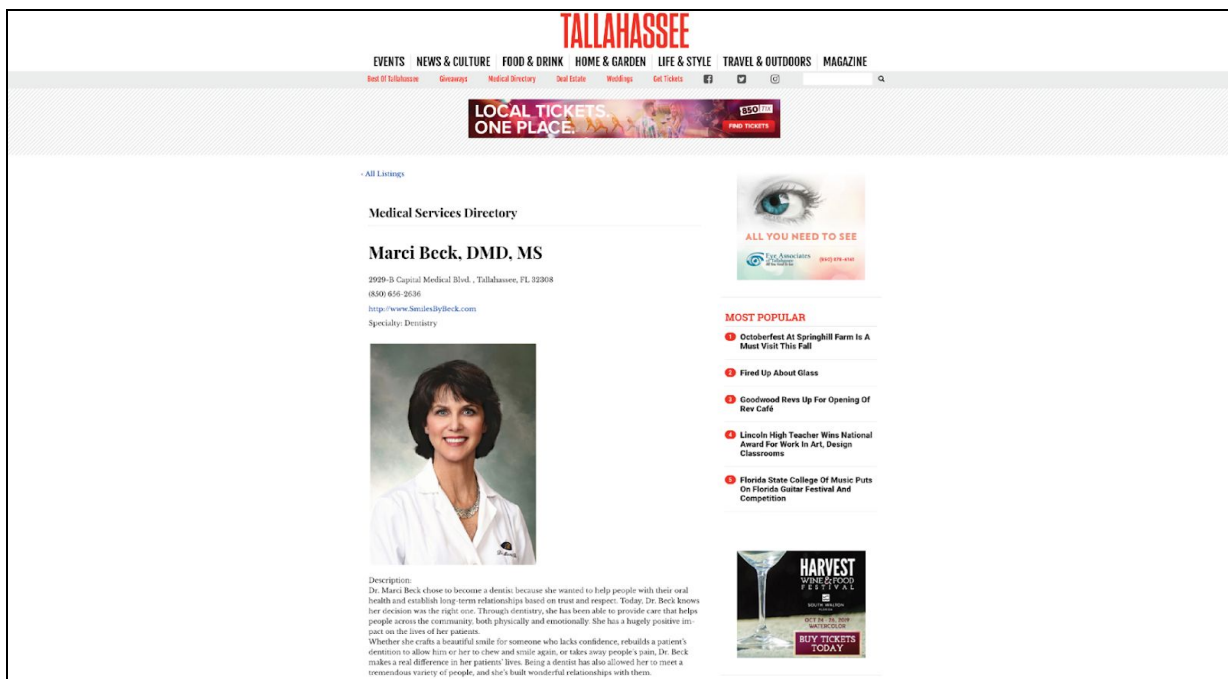 TALLAHASSEE
EVENTS NEWS & CULTURE FOOD & DRINK HOME & GARDEN LIFE & STYLE TRAVEL & OUTDOORS MAGAZINE
Best Of Tallahassee Giveaways Medical Directory Real Estate Weddings Get Tickets
LOCAL TICKETS.
ONE PLACE.
850 TIX
FIND TICKETS
‹ All Listings
Medical Services Directory
Marci Beck, DMD, MS
2929-B Capital Medical Blvd. , Tallahassee, FL 32308
(850) 656-2636
http://www.SmilesByBeck.com
Specialty: Dentistry
Description:
Dr. Marci Beck chose to become a dentist because she wanted to help people with their oral
health and establish long-term relationships based on trust and respect. Today, Dr. Beck knows
her decision was the right one. Through dentistry, she has been able to provide care that helps
people across the community, both physically and emotionally. She has a hugely positive im-
pact on the lives of her patients.
Whether she crafts a beautiful smile for someone who lacks confidence, rebuilds a patient's
dentition to allow him or her to chew and smile again, or takes away people's pain, Dr. Beck
makes a real difference in her patients' lives. Being a dentist has also allowed her to meet a
tremendous variety of people, and she's built wonderful relationships with them.
ALL YOU NEED TO SEE
Eye Associates
of Tallahassee
MOST POPULAR
1 Octoberfest At Springhill Farm Is A
Must Visit This Fall
2 Fired Up About Glass
3 Goodwood Revs Up For Opening Of
Rev Café
4 Lincoln High Teacher Wins National
Award For Work In Art, Design
Classrooms
5 Florida State College Of Music Puts
On Florida Guitar Festival And
Competition
HARVEST
WINE & FOOD
FESTIVAL
SOUTH WALTON
FLORIDA
OCT 24 - 26, 2019
WATERCOLOR
BUY TICKETS
TODAY